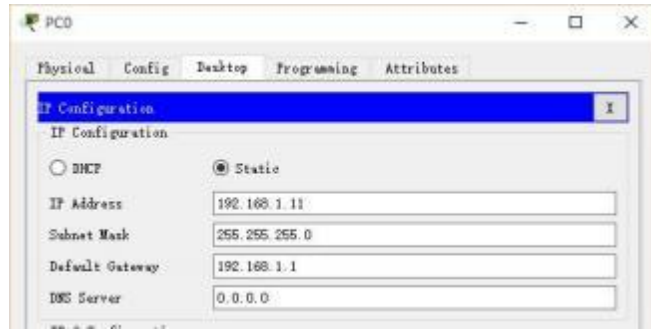 PC0
Physical Config Desktop Programming Attributes
IP Configuration X
IP Configuration
DHCP Static
IP Address 192.168.1.11
Subnet Mask 255.255.255.0
Default Gateway 192.168.1.1
DNS Server 0.0.0.0